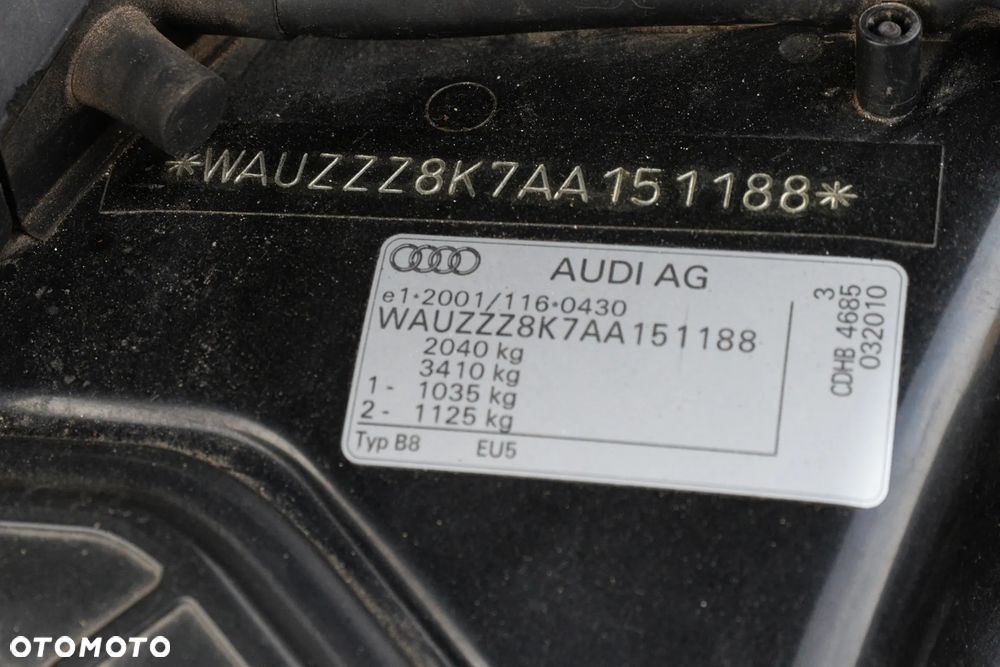 *WAUZZZ8K7AA151188*
AUDI AG
e1*2001/116*0430
WAUZZZ8K7AA151188
2040 kg
3410 kg
1 - 1035 kg
2 - 1125 kg
Typ B8 EU5
3
CDHB 4685
032010
OTOMOTO